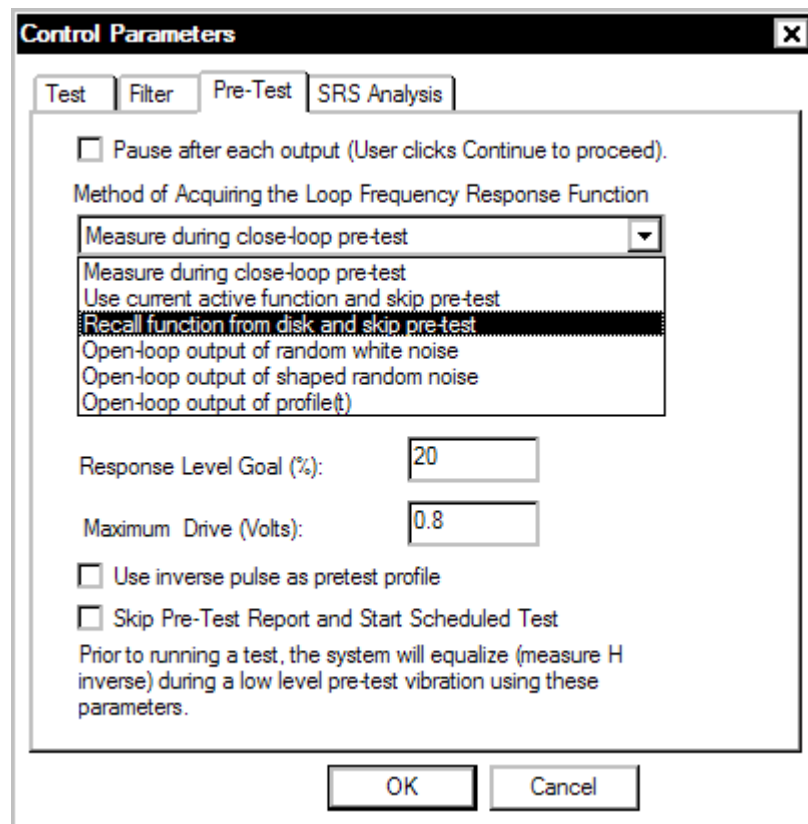 Control Parameters
Test
Filter
Pre-Test
SRS Analysis
Pause after each output (User clicks Continue to proceed).
Method of Acquiring the Loop Frequency Response Function
Measure during close-loop pre-test
Measure during close-loop pre-test
Use current active function and skip pre-test
Recall function from disk and skip pre-test
Open-loop output of random white noise
Open-loop output of shaped random noise
Open-loop output of profile(t)
Response Level Goal (%):
20
Maximum Drive (Volts):
0.8
Use inverse pulse as pretest profile
Skip Pre-Test Report and Start Scheduled Test
Prior to running a test, the system will equalize (measure H
inverse) during a low level pre-test vibration using these
parameters.
OK
Cancel